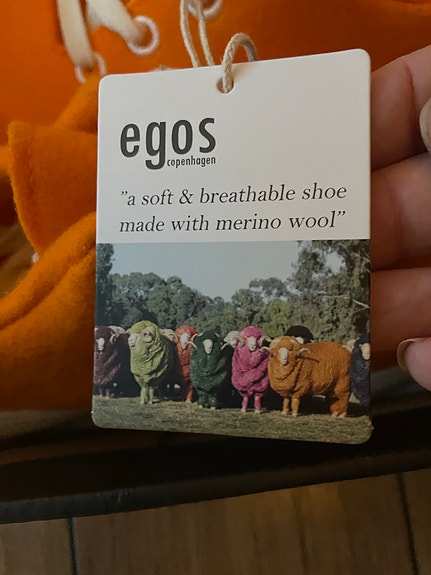 egos
copenhagen
"a soft & breathable shoe
made with merino wool"